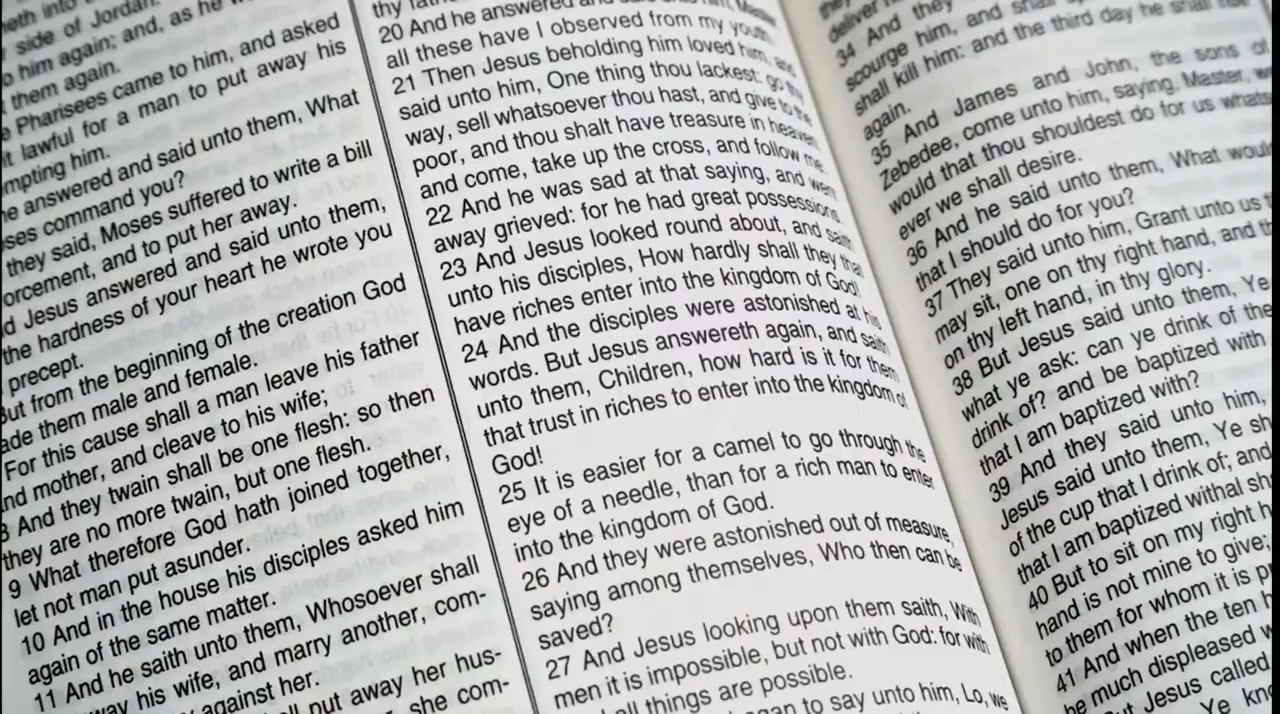 side of Jordan
him again; and, as he
them again.
Pharisees came to him, and asked
lawful for a man to put away his
him.
answered and said unto them, What
command you?
they said, Moses suffered to write a bill
and to put her away.
Jesus answered and said unto them,
the hardness of your heart he wrote you
precept.
from the beginning of the creation God
them male and female.
For this cause shall a man leave his father
and mother, and cleave to his wife;
And they twain shall be one flesh: so then
they are no more twain, but one flesh.
9 What therefore God hath joined together,
let not man put asunder.
10 And in the house his disciples asked him
again of the same matter.
11 And he saith unto them, Whosoever shall
his wife, and marry another, com-
against her.
put away her hus-
she com-
thy
20 And he answered and said unto him, Master,
all these have I observed from my youth.
21 Then Jesus beholding him loved him, and
said unto him, One thing thou lackest: go thy
way, sell whatsoever thou hast, and give to the
poor, and thou shalt have treasure in heaven:
and come, take up the cross, and follow me.
22 And he was sad at that saying, and went
away grieved: for he had great possessions.
23 And Jesus looked round about, and saith
unto his disciples, How hardly shall they that
have riches enter into the kingdom of God!
24 And the disciples were astonished at his
words. But Jesus answereth again, and saith
unto them, Children, how hard is it for them
that trust in riches to enter into the kingdom of
God!
25 It is easier for a camel to go through the
eye of a needle, than for a rich man to enter
into the kingdom of God.
26 And they were astonished out of measure,
saying among themselves, Who then can be
saved?
27 And Jesus looking upon them saith, With
men it is impossible, but not with God: for with
all things are possible.
to say unto him, Lo, we
34 And they
scourge him, and shall
shall kill him: and the third day he shall rise
again.
35 And James and John, the sons of
Zebedee, come unto him, saying, Master, we
would that thou shouldest do for us whats
ever we shall desire.
36 And he said unto them, What would
that I should do for you?
37 They said unto him, Grant unto us
may sit, one on thy right hand, and
on thy left hand, in thy glory.
38 But Jesus said unto them, Ye
what ye ask: can ye drink of the
drink of? and be baptized with
that I am baptized with?
39 And they said unto him,
Jesus said unto them, Ye
of the cup that I drink of; and
that I am baptized withal
40 But to sit on my right
hand is not mine to give;
to them for whom it is
41 And when the ten
be much displeased
Jesus called
Ye